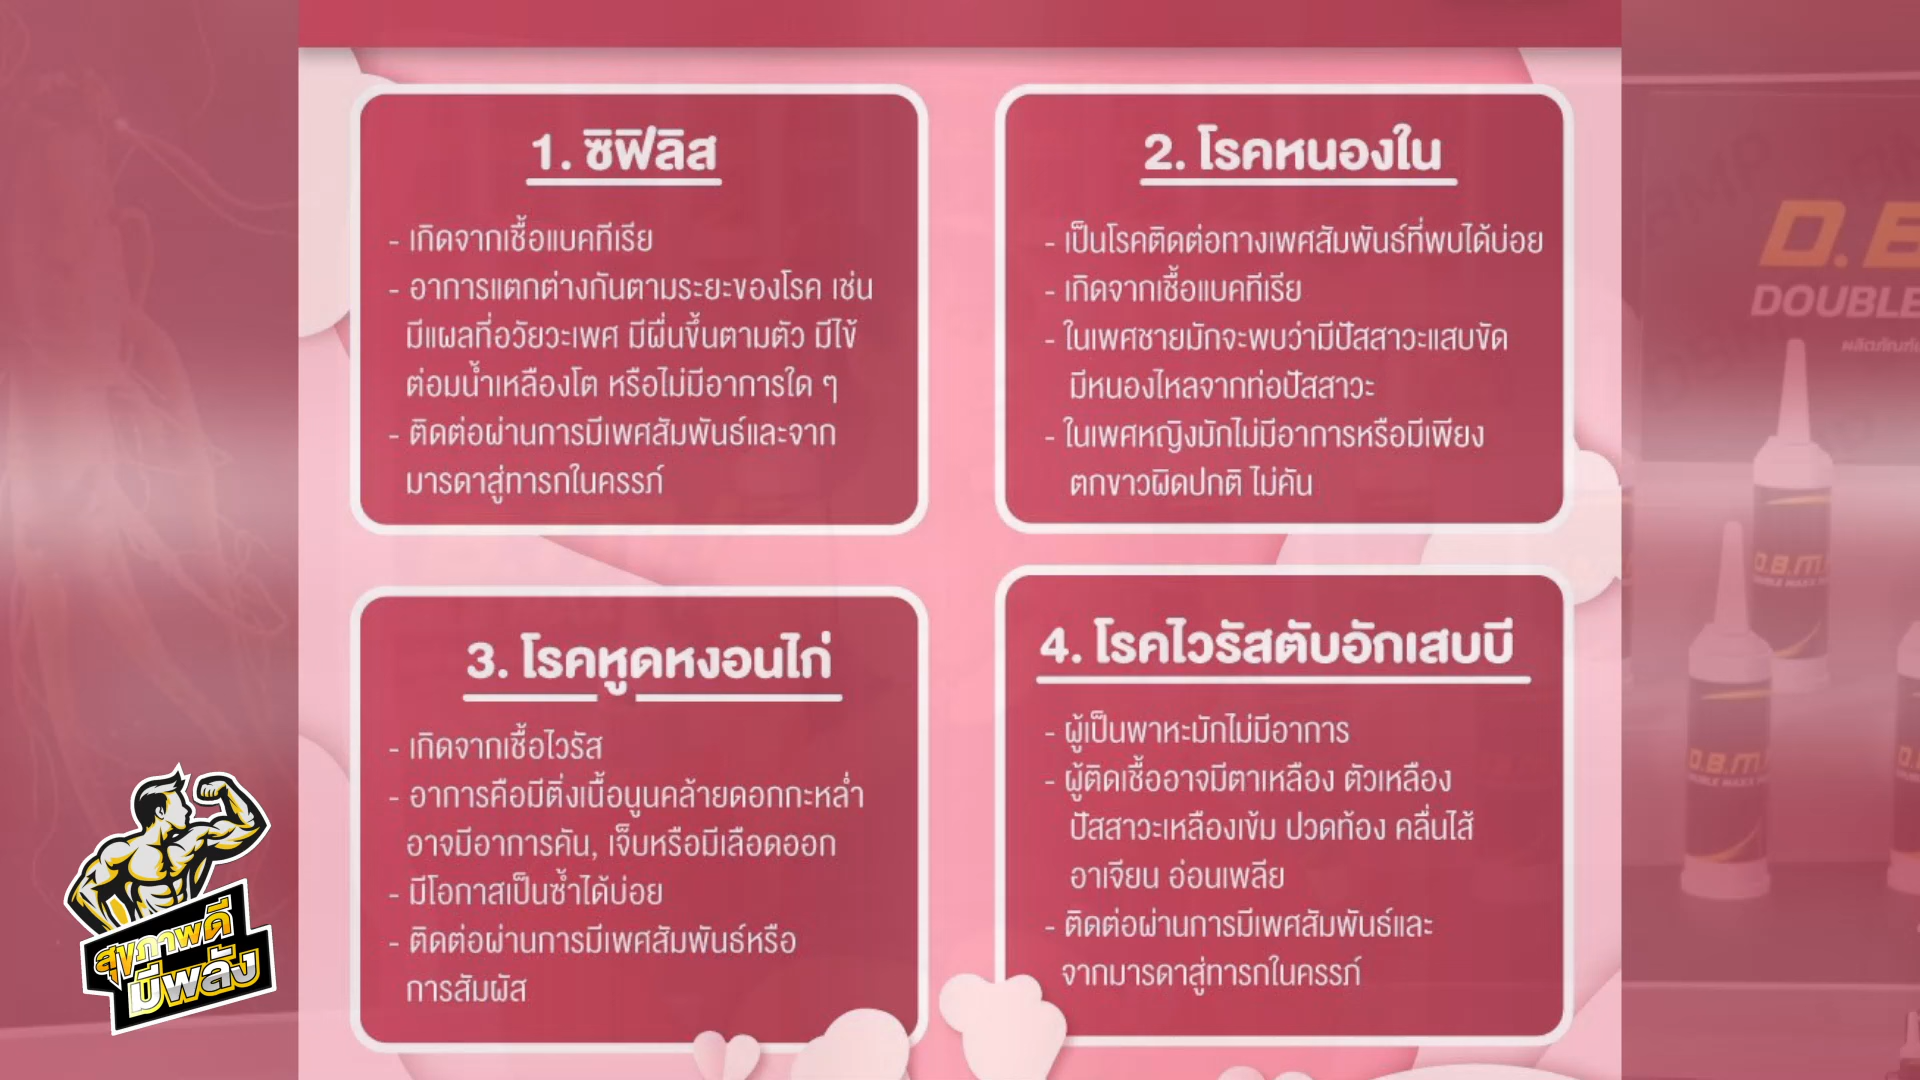 1. ซิฟิลิส
- เกิดจากเชื้อแบคทีเรีย
- อาการแตกต่างกันตามระยะของโรค เช่น
มีแผลที่อวัยวะเพศ มีผื่นขึ้นตามตัว มีไข้
ต่อมน้ำเหลืองโต หรือไม่มีอาการใด ๆ
- ติดต่อผ่านการมีเพศสัมพันธ์และจาก
มารดาสู่ทารกในครรภ์
2. โรคหนองใน
- เป็นโรคติดต่อทางเพศสัมพันธ์ที่พบได้บ่อย
- เกิดจากเชื้อแบคทีเรีย
- ในเพศชายมักจะพบว่ามีปัสสาวะแสบขัด
มีหนองไหลจากท่อปัสสาวะ
- ในเพศหญิงมักไม่มีอาการหรือมีเพียง
ตกขาวผิดปกติ ไม่คัน
3. โรคหูดหงอนไก่
- เกิดจากเชื้อไวรัส
- อาการคือมีติ่งเนื้อนูนคล้ายดอกกะหล่ำ
อาจมีอาการคัน, เจ็บหรือมีเลือดออก
- มีโอกาสเป็นซ้ำได้บ่อย
- ติดต่อผ่านการมีเพศสัมพันธ์หรือ
การสัมผัส
4. โรคไวรัสตับอักเสบบี
- ผู้เป็นพาหะมักไม่มีอาการ
- ผู้ติดเชื้ออาจมีตาเหลือง ตัวเหลือง
ปัสสาวะเหลืองเข้ม ปวดท้อง คลื่นไส้
อาเจียน อ่อนเพลีย
- ติดต่อผ่านการมีเพศสัมพันธ์และ
จากมารดาสู่ทารกในครรภ์
สุขภาพดี
มีพลัง
DOUBLE
D.B.M
D.B.M